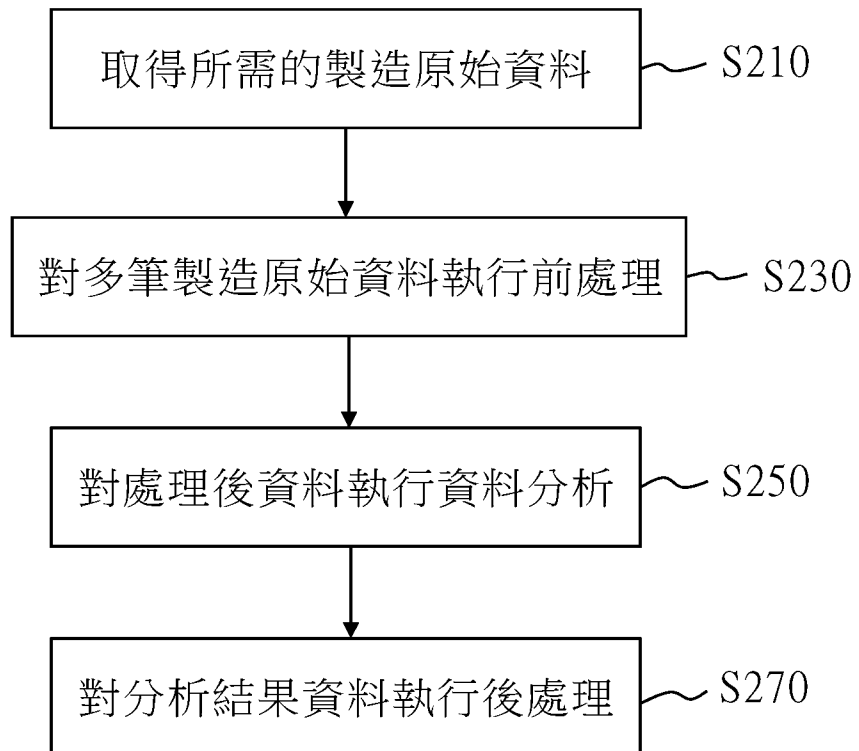 取得所需的製造原始資料 S210
對多筆製造原始資料執行前處理 S230
對處理後資料執行資料分析 S250
對分析結果資料執行後處理 S270